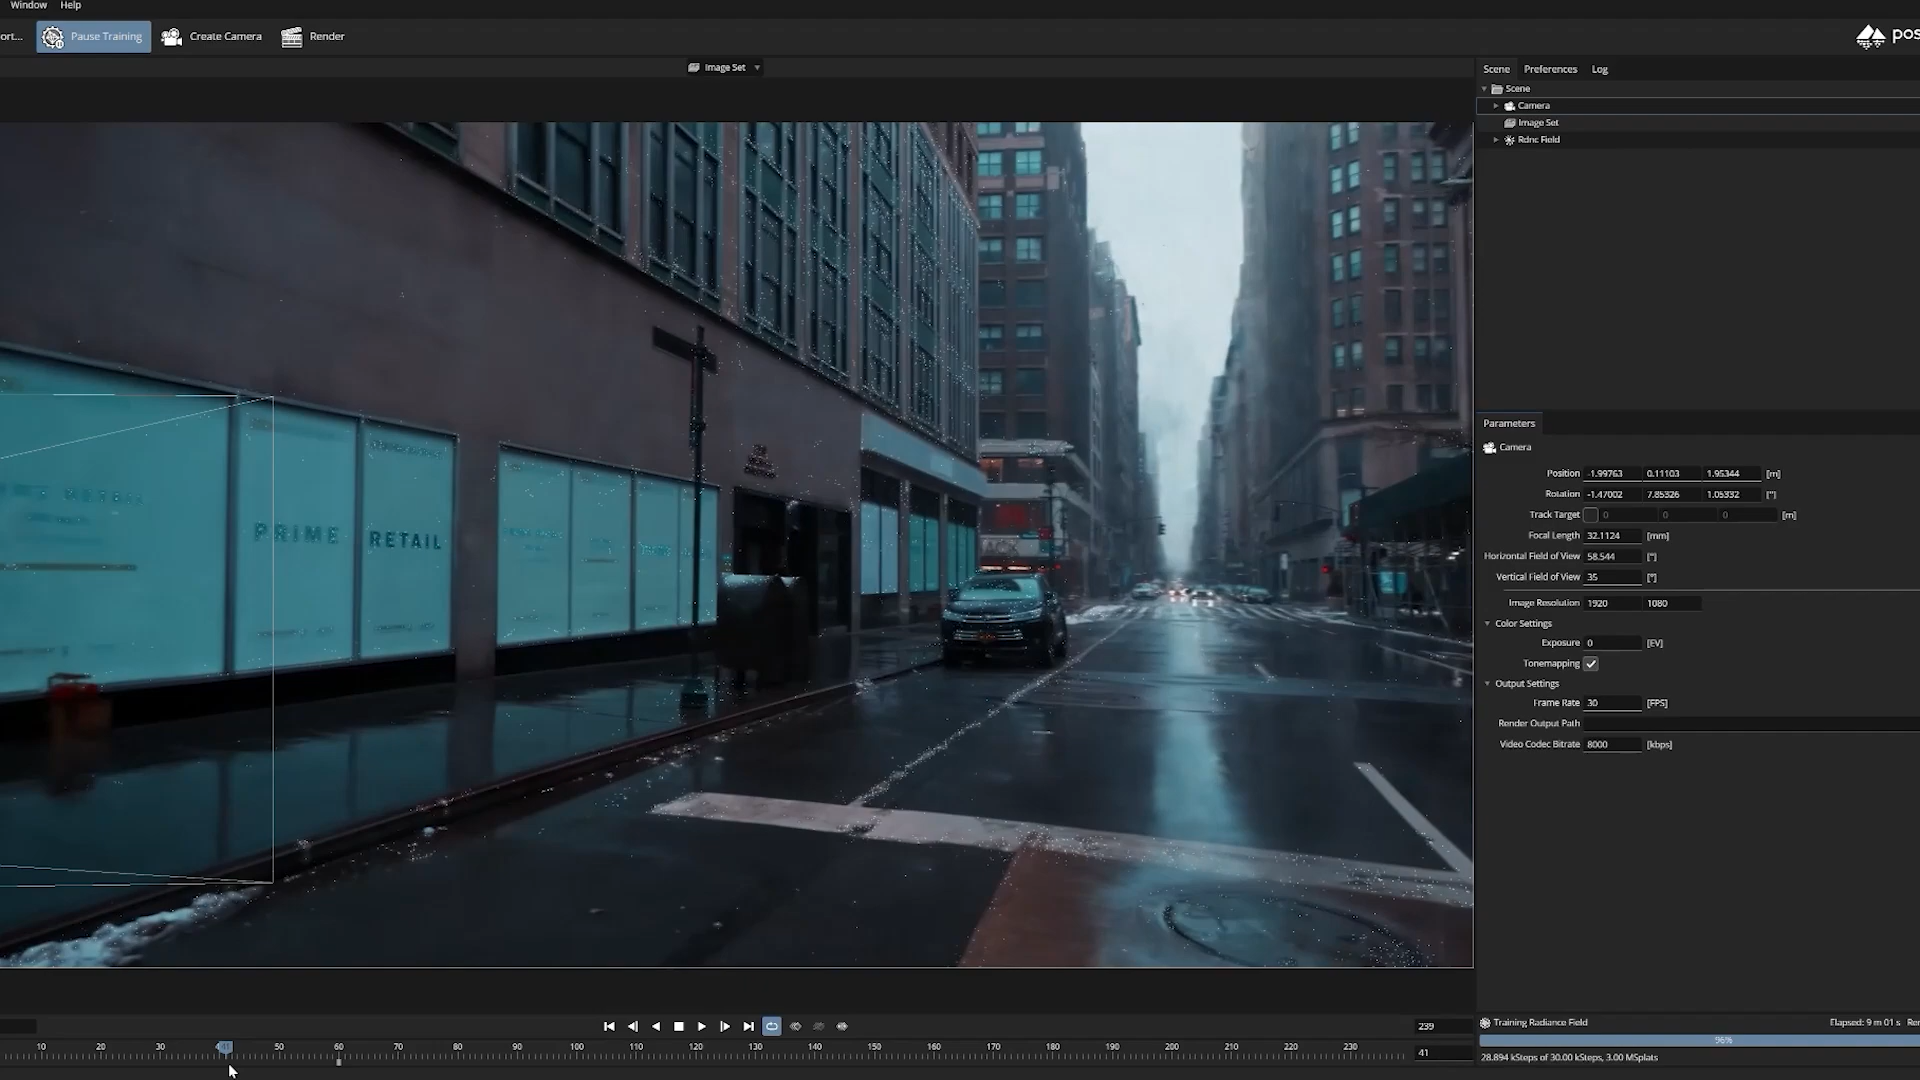 Window Help
ort... Pause Training Create Camera Render
pos
Image Set
Scene Preferences Log
Scene
Camera
Image Set
Rdnc Field
PRIME RETAIL
Parameters
Camera
Position -1.99763 0.11103 1.95344 [m]
Rotation -1.47002 7.85326 1.05332 [°]
Track Target 0 0 0 [m]
Focal Length 32.1124 [mm]
Horizontal Field of View 58.544 [°]
Vertical Field of View 35 [°]
Image Resolution 1920 1080
Color Settings
Exposure 0 [EV]
Tonemapping
Output Settings
Frame Rate 30 [FPS]
Render Output Path
Video Codec Bitrate 8000 [kbps]
239
10 20 30 41 50 60 70 80 90 100 110 120 130 140 150 160 170 180 190 200 210 220 230
41
Training Radiance Field Elapsed: 9 m 01 s Rem
96%
28.894 kSteps of 30.00 kSteps, 3.00 MSplats